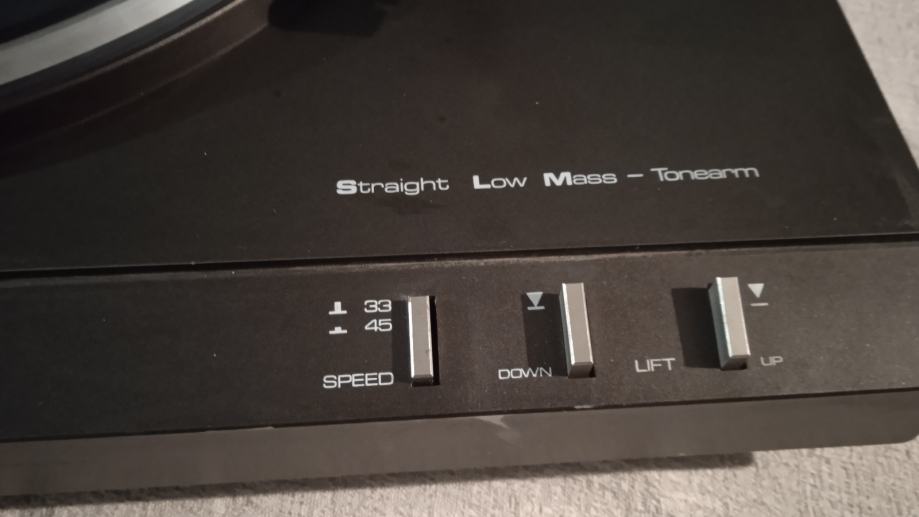 Straight Low Mass - Tonearm
33
45
SPEED
DOWN
LIFT
UP